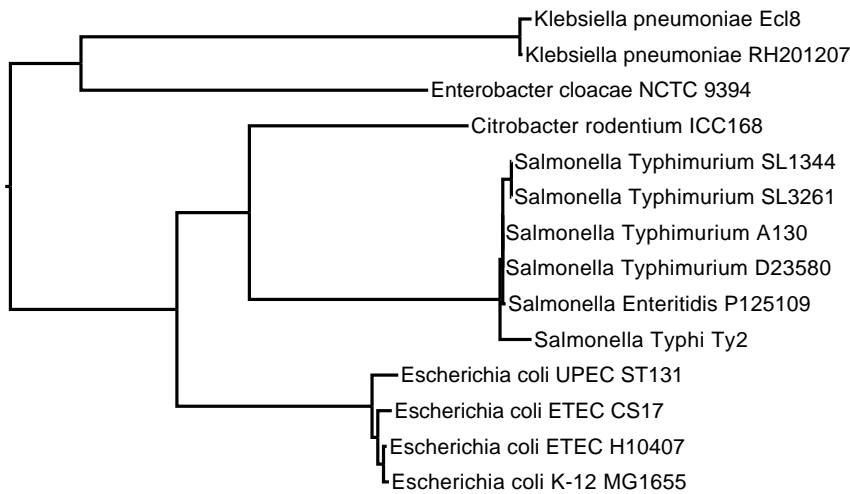 Klebsiella pneumoniae Ecl8
Klebsiella pneumoniae RH201207
Enterobacter cloacae NCTC 9394
Citrobacter rodentium ICC168
Salmonella Typhimurium SL1344
Salmonella Typhimurium SL3261
Salmonella Typhimurium A130
Salmonella Typhimurium D23580
Salmonella Enteritidis P125109
Salmonella Typhi Ty2
Escherichia coli UPEC ST131
Escherichia coli ETEC CS17
Escherichia coli ETEC H10407
Escherichia coli K-12 MG1655